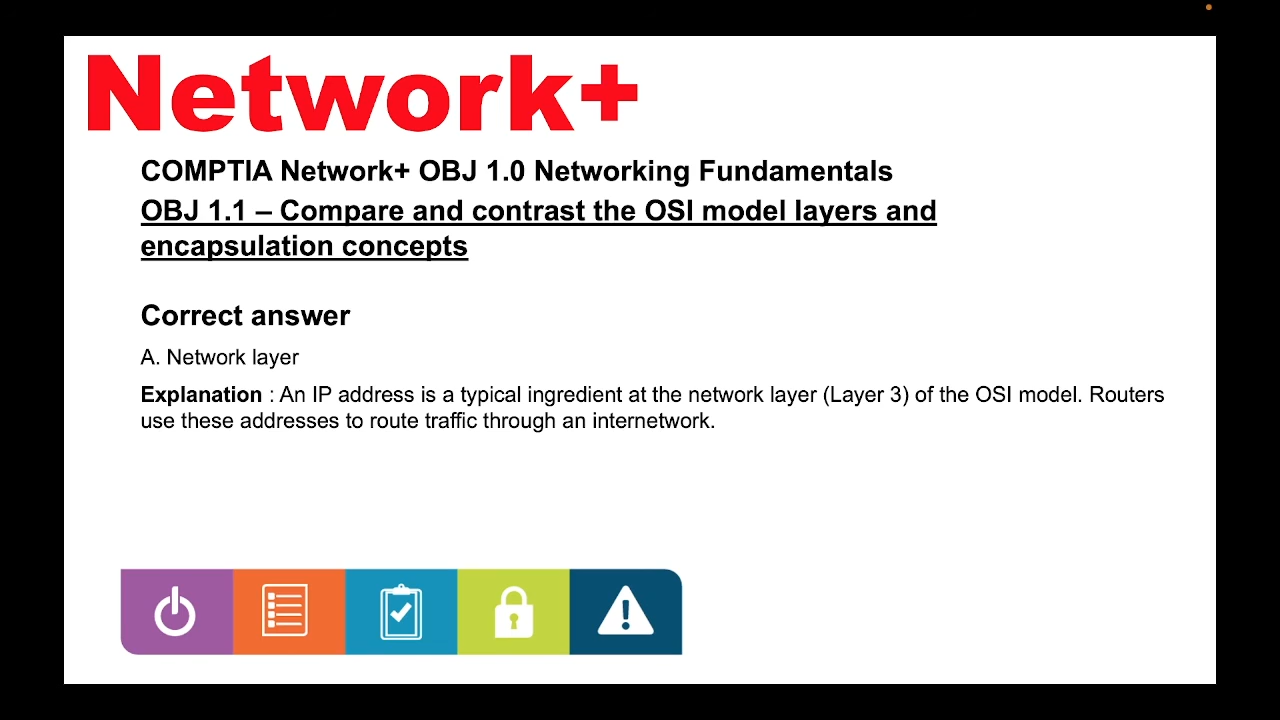 Network+
COMPTIA Network+ OBJ 1.0 Networking Fundamentals
OBJ 1.1 – Compare and contrast the OSI model layers and
encapsulation concepts
Correct answer
A. Network layer
Explanation : An IP address is a typical ingredient at the network layer (Layer 3) of the OSI model. Routers
use these addresses to route traffic through an internetwork.